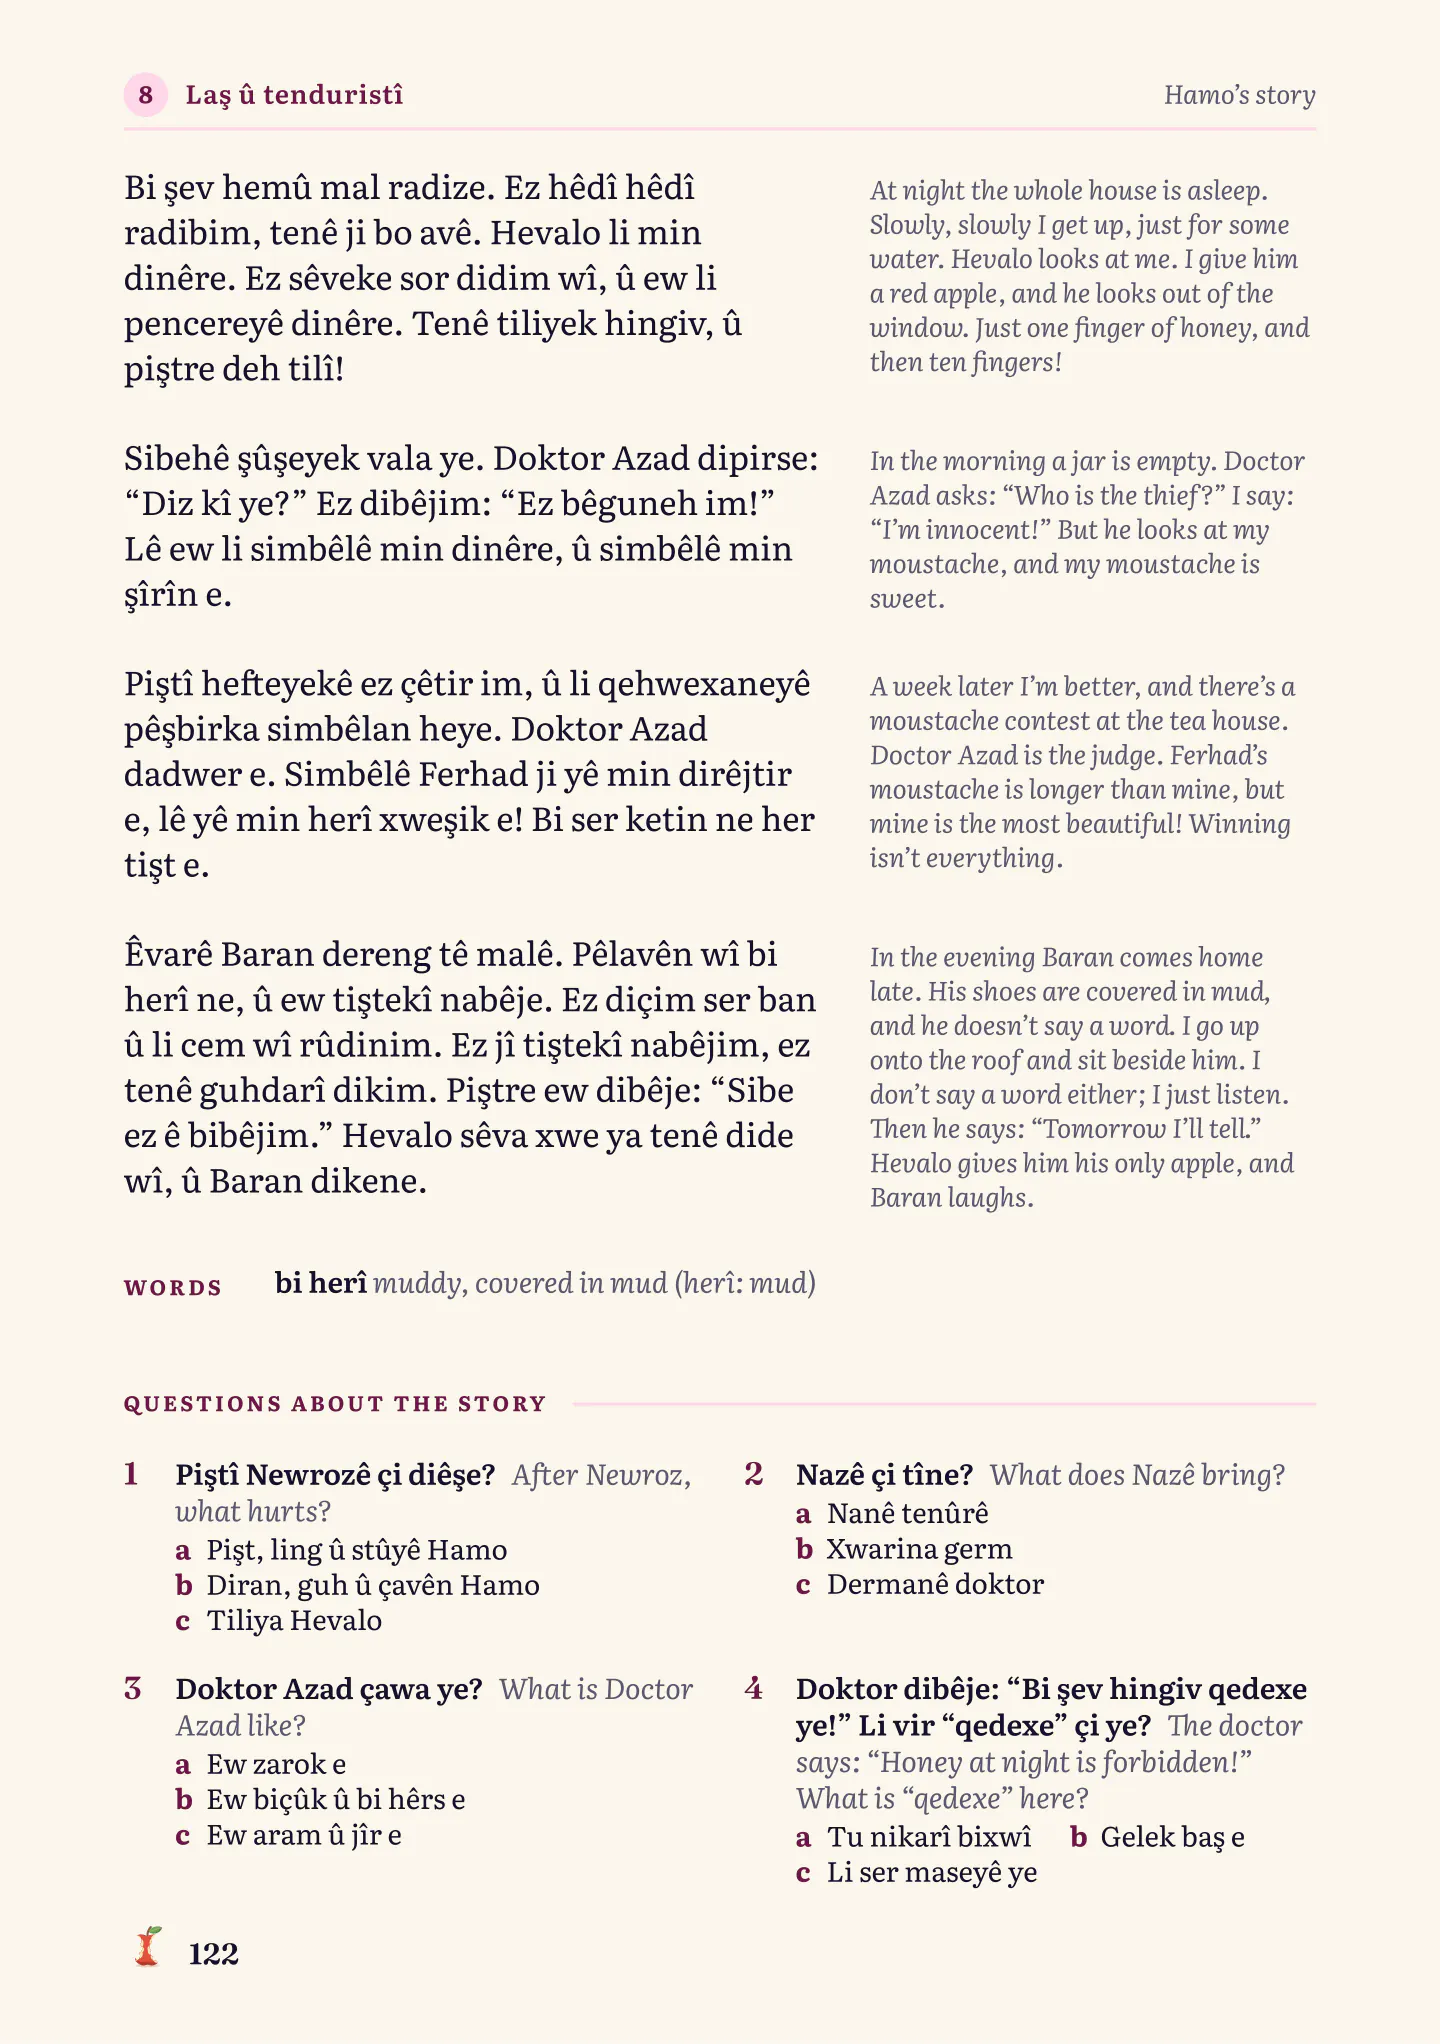 8 Laş û tenduristî
Hamo’s story
Bi şev hemû mal radize. Ez hêdî hêdî
radibim, tenê ji bo avê. Hevalo li min
dinêre. Ez sêveke sor didim wî, û ew li
pencereyê dinêre. Tenê tiliyek hingiv, û
piştre deh tilî!
At night the whole house is asleep.
Slowly, slowly I get up, just for some
water. Hevalo looks at me. I give him
a red apple, and he looks out of the
window. Just one finger of honey, and
then ten fingers!
Sibehê şûşeyek vala ye. Doktor Azad dipirse:
“Diz kî ye?” Ez dibêjim: “Ez bêguneh im!”
Lê ew li simbêlê min dinêre, û simbêlê min
şîrîn e.
In the morning a jar is empty. Doctor
Azad asks: “Who is the thief?” I say:
“I’m innocent!” But he looks at my
moustache, and my moustache is
sweet.
Piştî hefteyekê ez çêtir im, û li qehwexaneyê
pêşbirka simbêlan heye. Doktor Azad
dadwer e. Simbêlê Ferhad ji yê min dirêjtir
e, lê yê min herî xweşik e! Bi ser ketin ne her
tişt e.
A week later I’m better, and there’s a
moustache contest at the tea house.
Doctor Azad is the judge. Ferhad’s
moustache is longer than mine, but
mine is the most beautiful! Winning
isn’t everything.
Êvarê Baran dereng tê malê. Pêlavên wî bi
herî ne, û ew tiştekî nabêje. Ez diçim ser ban
û li cem wî rûdinim. Ez jî tiştekî nabêjim, ez
tenê guhdarî dikim. Piştre ew dibêje: “Sibe
ez ê bibêjim.” Hevalo sêva xwe ya tenê dide
wî, û Baran dikene.
In the evening Baran comes home
late. His shoes are covered in mud,
and he doesn’t say a word. I go up
onto the roof and sit beside him. I
don’t say a word either; I just listen.
Then he says: “Tomorrow I’ll tell.”
Hevalo gives him his only apple, and
Baran laughs.
WORDS bi herî muddy, covered in mud (herî: mud)
QUESTIONS ABOUT THE STORY
1 Piştî Newrozê çi diêşe? After Newroz,
what hurts?
a Pişt, ling û stûyê Hamo
b Diran, guh û çavên Hamo
c Tiliya Hevalo
2 Nazê çi tîne? What does Nazê bring?
a Nanê tenûrê
b Xwarina germ
c Dermanê doktor
3 Doktor Azad çawa ye? What is Doctor
Azad like?
a Ew zarok e
b Ew biçûk û bi hêrs e
c Ew aram û jîr e
4 Doktor dibêje: “Bi şev hingiv qedexe
ye!” Li vir “qedexe” çi ye? The doctor
says: “Honey at night is forbidden!”
What is “qedexe” here?
a Tu nikarî bixwî b Gelek baş e
c Li ser maseyê ye
122